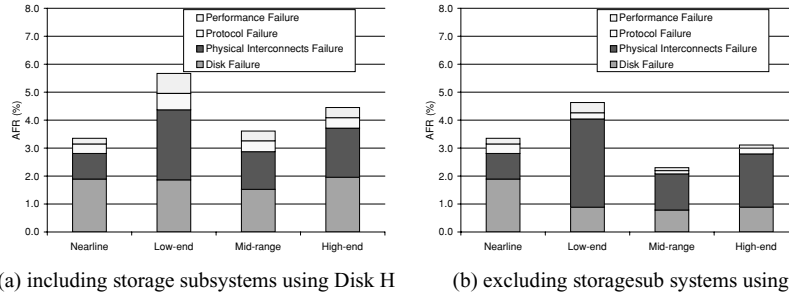 8.0
7.0
6.0
5.0
4.0
3.0
2.0
1.0
0.0
AFR (%)
Performance Failure
Protocol Failure
Physical Interconnects Failure
Disk Failure
Nearline
Low-end
Mid-range
High-end
a) including storage subsystems using Disk H
8.0
7.0
6.0
5.0
4.0
3.0
2.0
1.0
0.0
AFR (%)
Performance Failure
Protocol Failure
Physical Interconnects Failure
Disk Failure
Nearline
Low-end
Mid-range
High-end
(b) excluding storagesub systems using